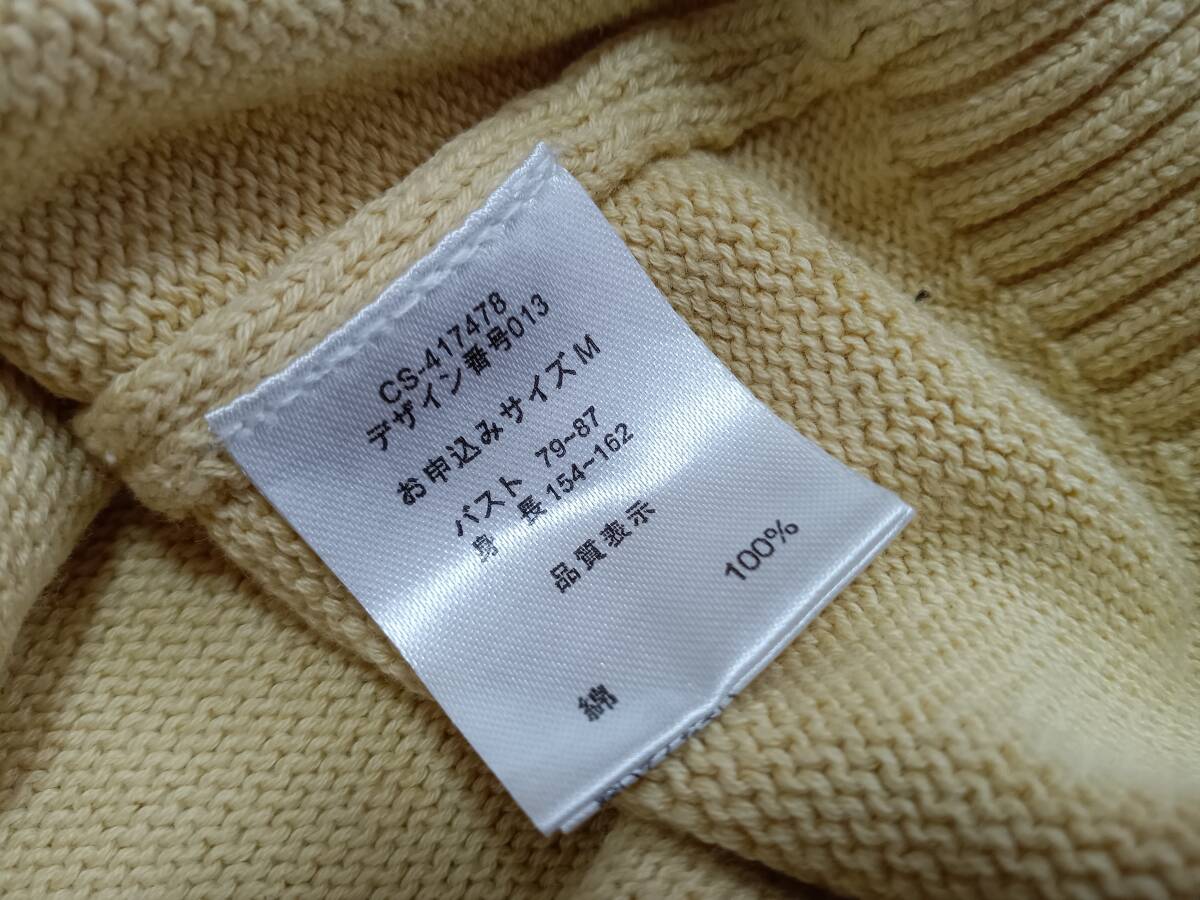 CS-417478
デザイン番号013
お申込みサイズ M
バスト 79~87
身 長 154~162
品質表示
綿 100%